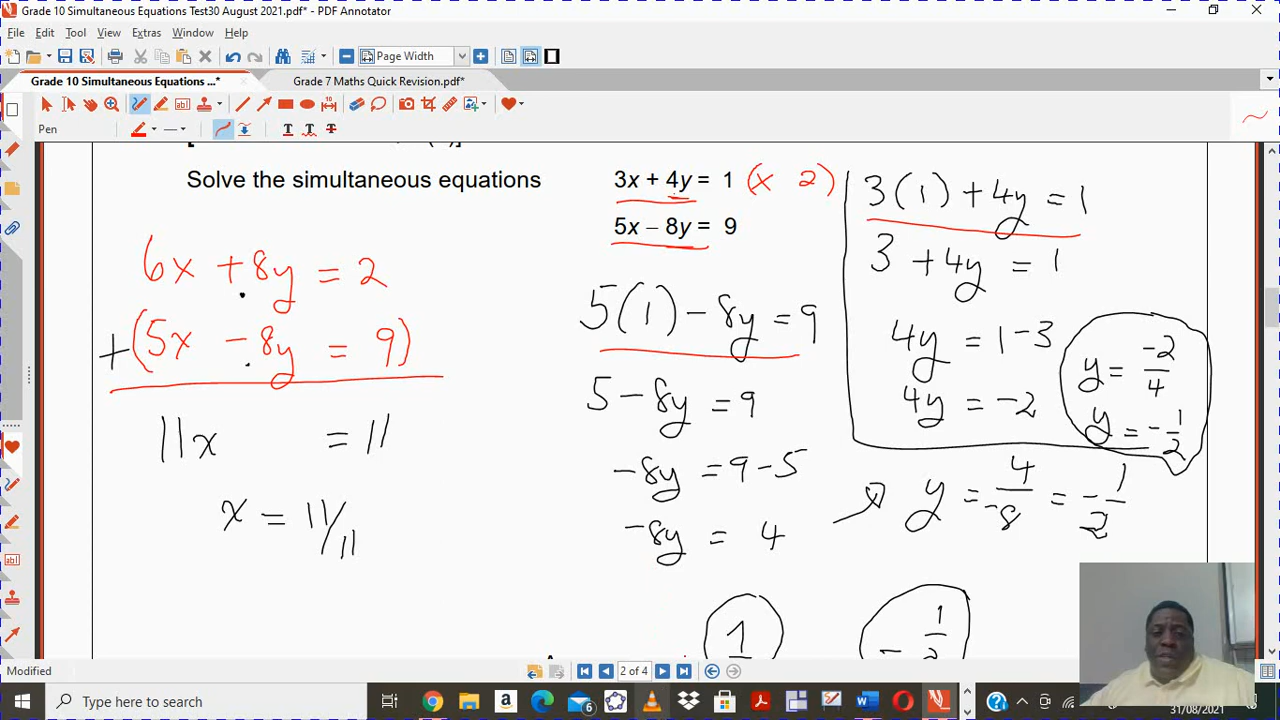 Grade 10 Simultaneous Equations Test30 August 2021.pdf* - PDF Annotator
File Edit Tool View Extras Window Help
Page Width
Grade 10 Simultaneous Equations ...* Grade 7 Maths Quick Revision.pdf*
Pen
Solve the simultaneous equations
3x + 4y = 1 (x 2)
5x – 8y = 9
6x + 8y = 2
+(5x - 8y = 9)
11x = 11
x = 11/11
5(1) - 8y = 9
5 - 8y = 9
-8y = 9 - 5
-8y = 4
y = 4/-8 = -1/2
3(1) + 4y = 1
3 + 4y = 1
4y = 1 - 3
4y = -2
y = -2/4
y = -1/2
1
- 1/2
Modified
2 of 4
Type here to search
6
ENG
31/08/2021